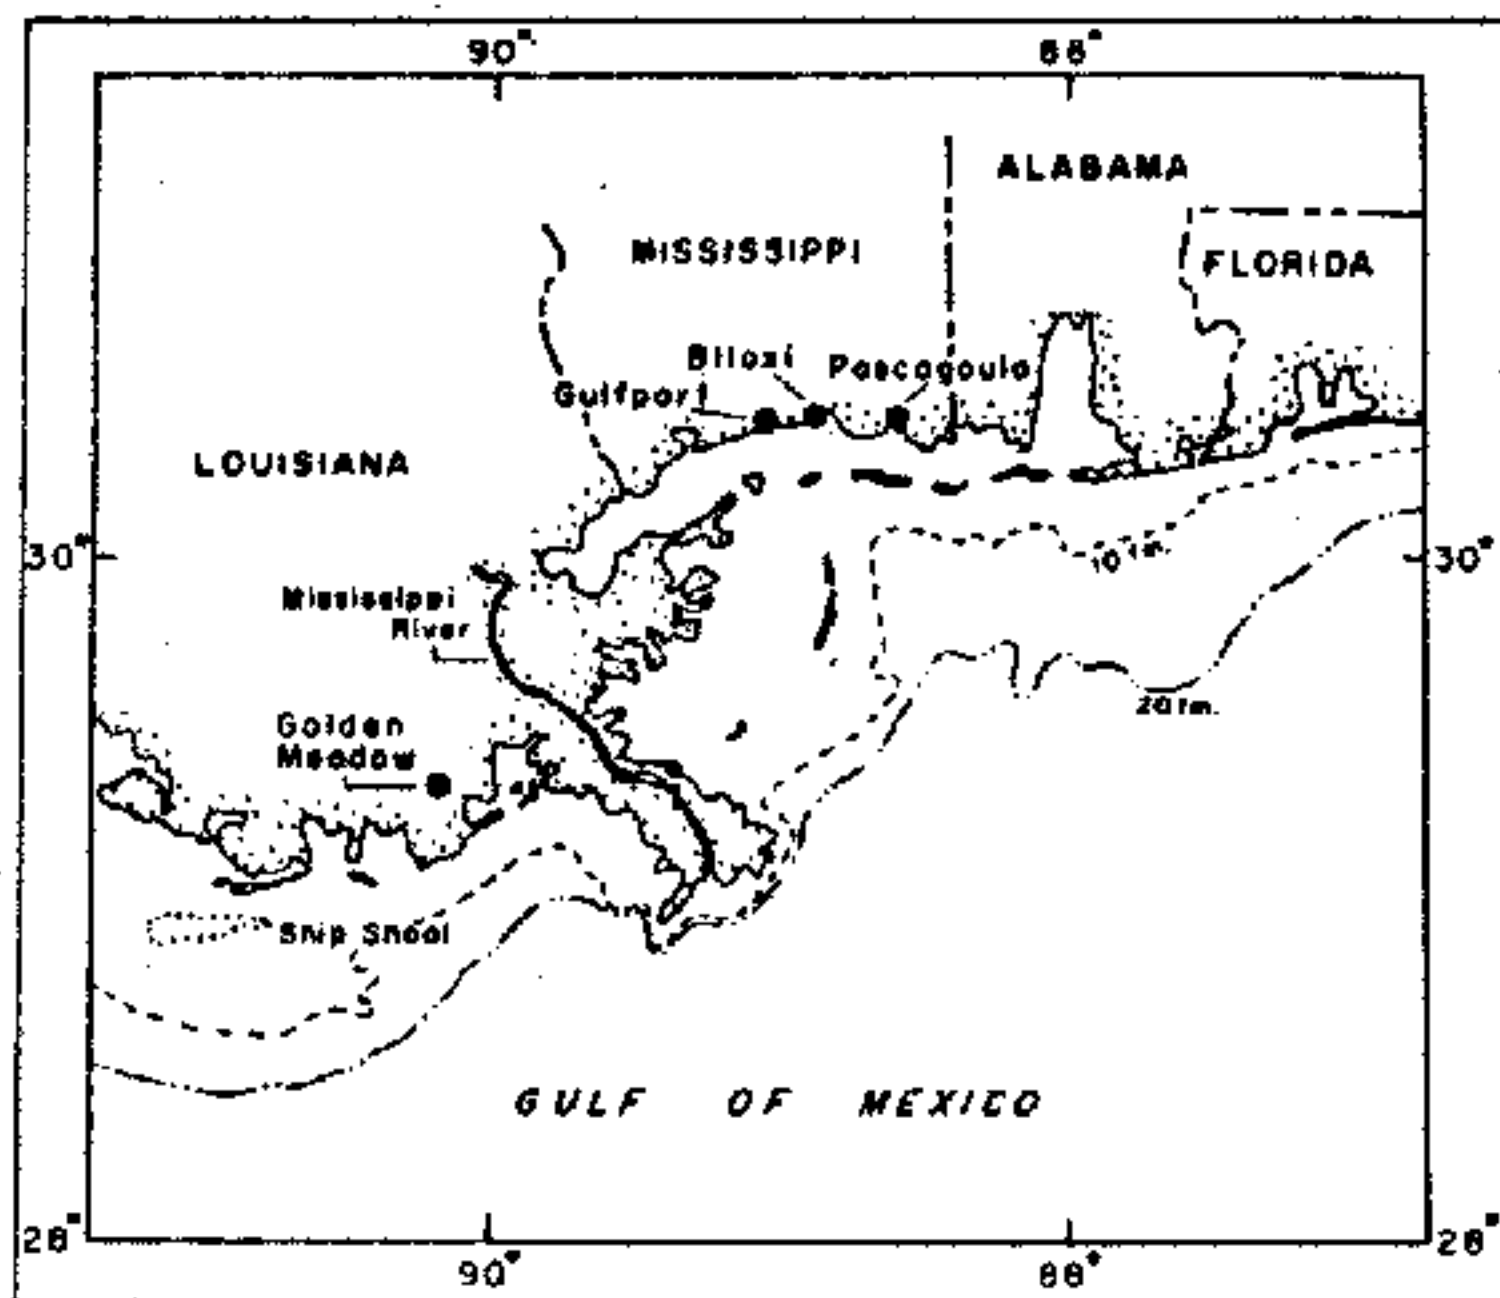 90°
88°
ALABAMA
MISSISSIPPI
FLORIDA
Biloxi
Pascagoula
Gulfport
LOUISIANA
30°
30°
10 fm.
Mississippi
River
20 fm.
Golden
Meadow
Ship Shoal
GULF OF MEXICO
28°
28°
90°
88°